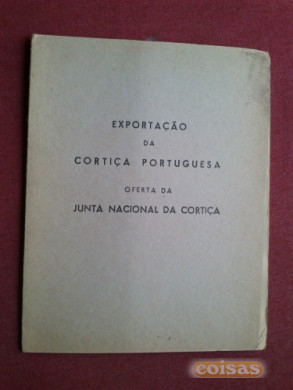 EXPORTAÇÃO
DA
CORTIÇA PORTUGUESA
OFERTA DA
JUNTA NACIONAL DA CORTIÇA
coisas